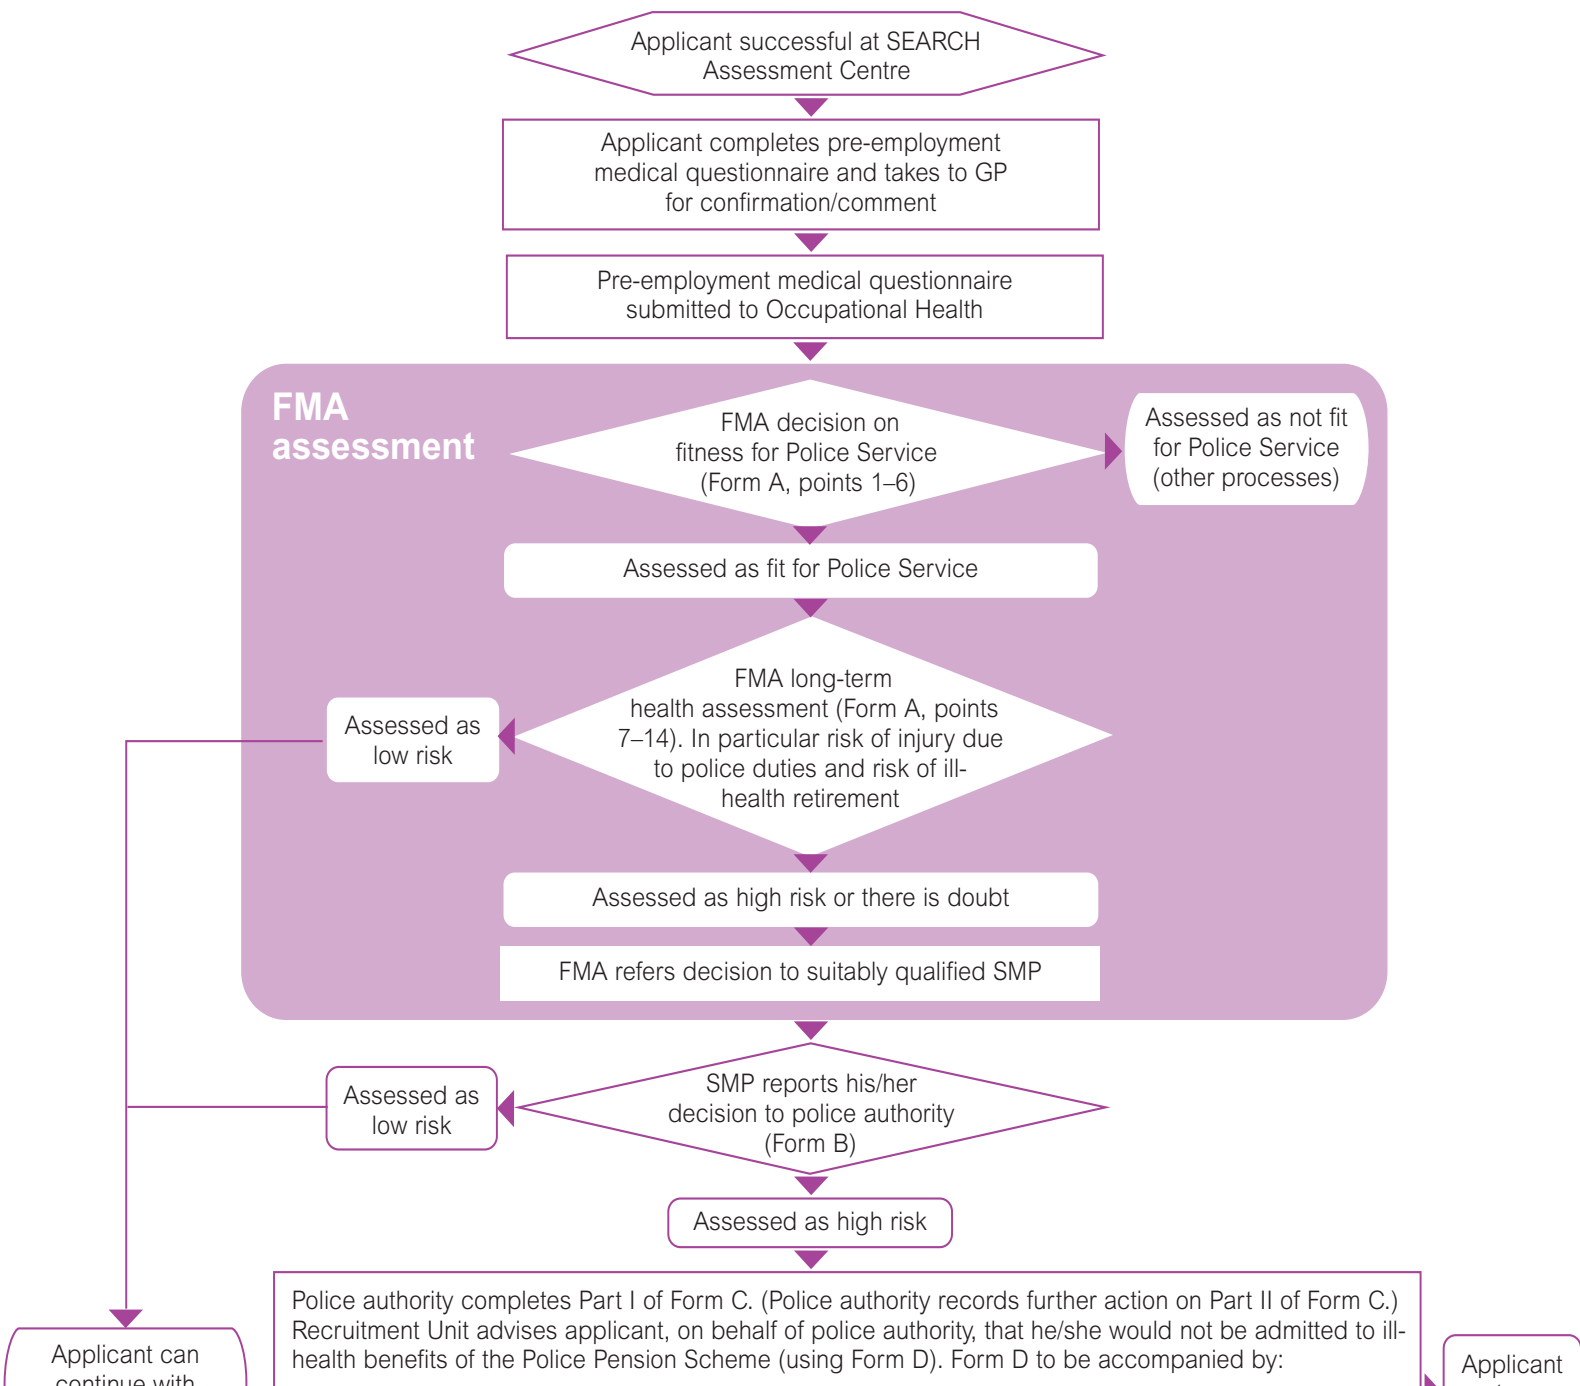 Applicant successful at SEARCH
Assessment Centre
Applicant completes pre-employment
medical questionnaire and takes to GP
for confirmation/comment
Pre-employment medical questionnaire
submitted to Occupational Health
FMA
assessment
FMA decision on
fitness for Police Service
(Form A, points 1–6)
Assessed as not fit
for Police Service
(other processes)
Assessed as fit for Police Service
FMA long-term
health assessment (Form A, points
7–14). In particular risk of injury due
to police duties and risk of ill-
health retirement
Assessed as
low risk
Assessed as high risk or there is doubt
FMA refers decision to suitably qualified SMP
SMP reports his/her
decision to police authority
(Form B)
Assessed as
low risk
Assessed as high risk
Police authority completes Part I of Form C. (Police authority records further action on Part II of Form C.)
Recruitment Unit advises applicant, on behalf of police authority, that he/she would not be admitted to ill-
health benefits of the Police Pension Scheme (using Form D). Form D to be accompanied by:
Applicant can
continue with
Applicant